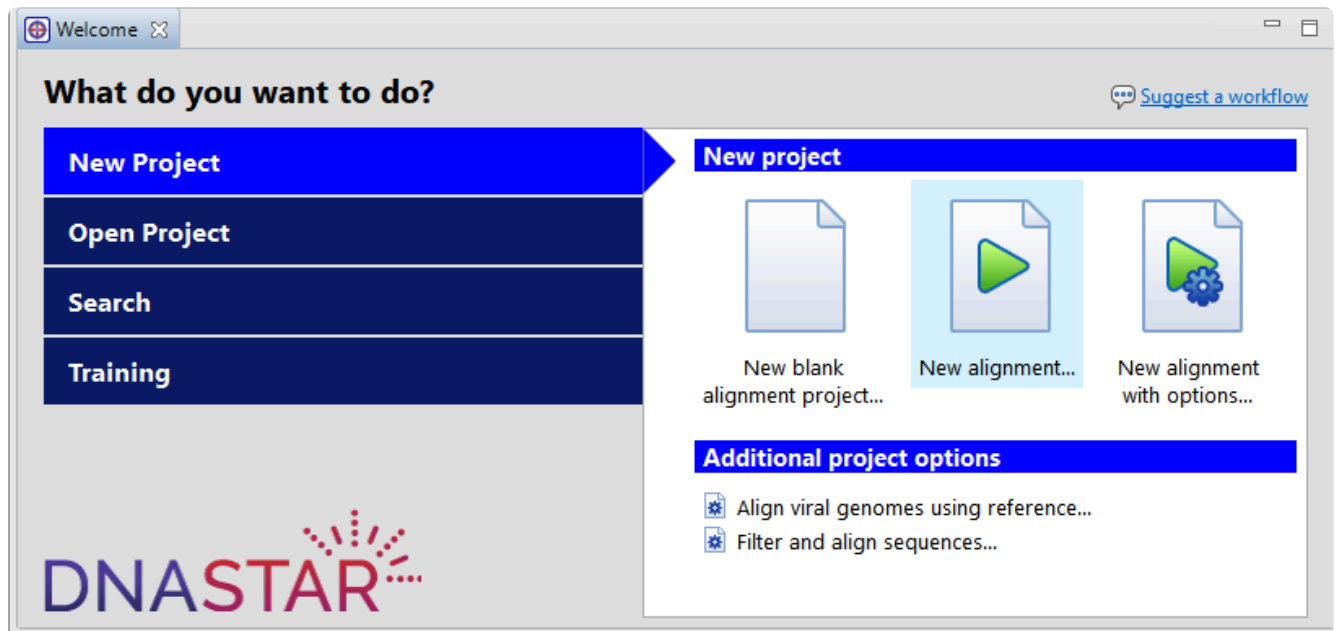 Welcome
What do you want to do?
Suggest a workflow
New Project
Open Project
Search
Training
New project
New blank
alignment project...
New alignment...
New alignment
with options...
Additional project options
Align viral genomes using reference...
Filter and align sequences...
DNASTAR